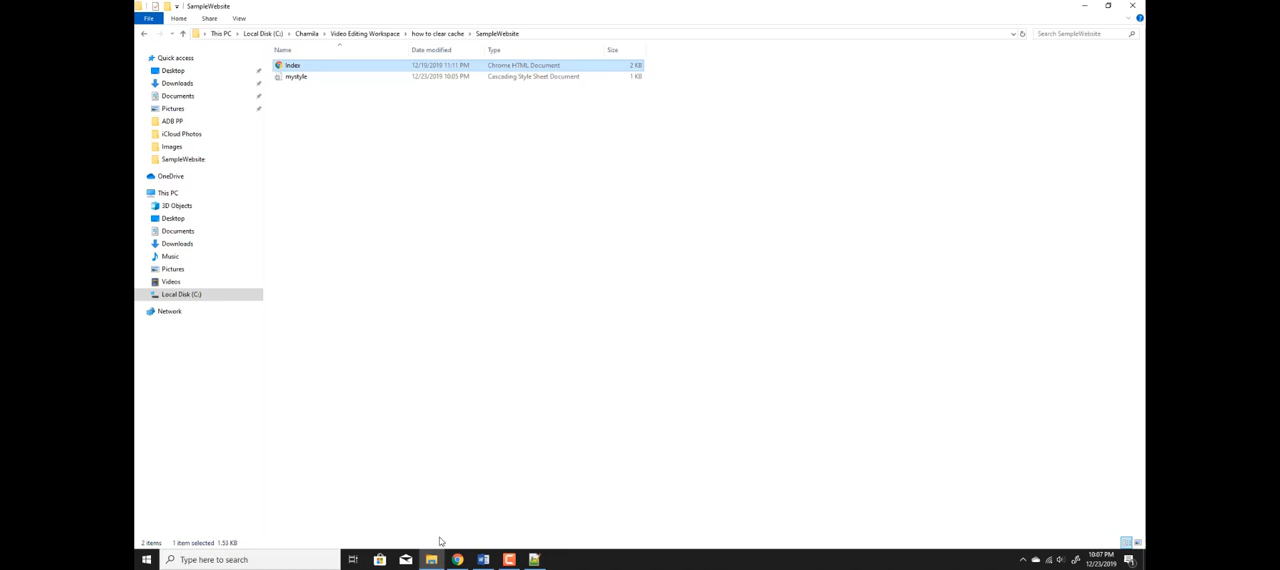 SampleWebsite
File Home Share View
This PC Local Disk (C:) Chamila Video Editing Workspace how to clear cache SampleWebsite Search SampleWebsite
Name Date modified Type Size
Index 12/19/2019 11:11 PM Chrome HTML Document 2 KB
mystyle 12/23/2019 10:05 PM Cascading Style Sheet Document 1 KB
Quick access
Desktop
Downloads
Documents
Pictures
ADB PP
iCloud Photos
Images
SampleWebsite
OneDrive
This PC
3D Objects
Desktop
Documents
Downloads
Music
Pictures
Videos
Local Disk (C:)
Network
2 items 1 item selected 1.53 KB
Type here to search
10:07 PM
12/23/2019